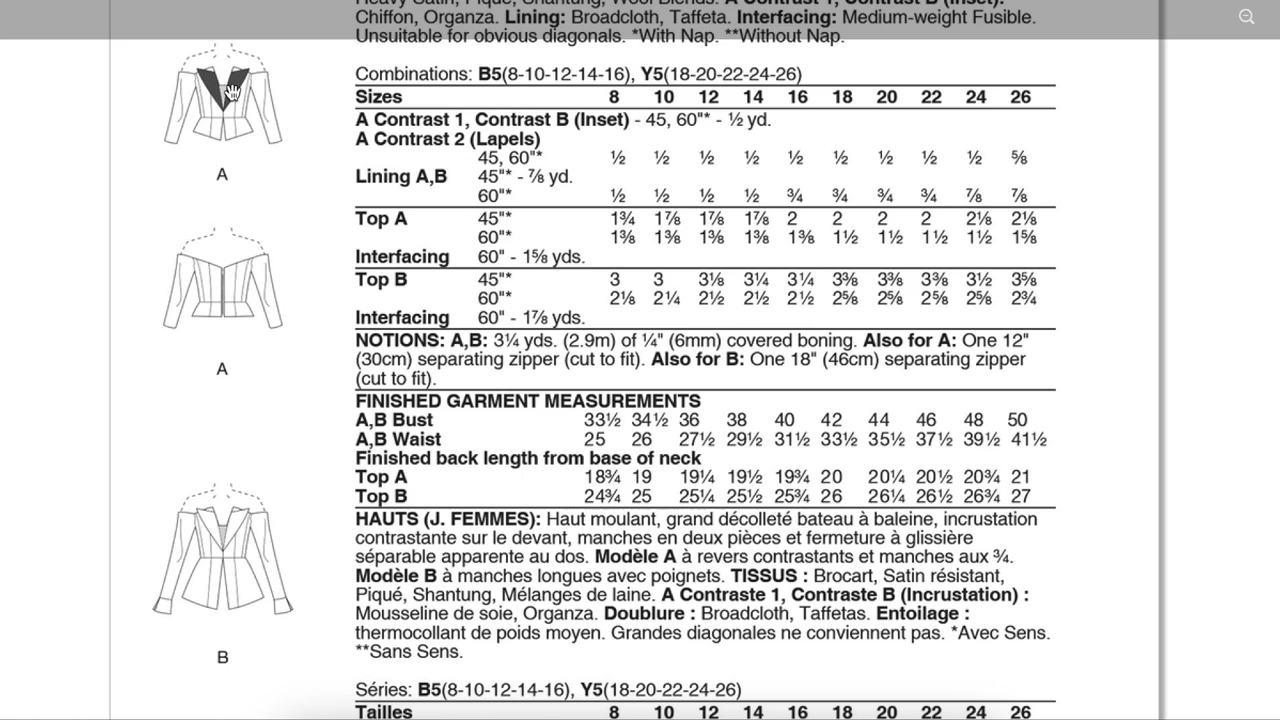 Heavy Satin, Pique, Shantung, Wool Blends. A Contrast 1, Contrast B (Inset):
Chiffon, Organza. Lining: Broadcloth, Taffeta. Interfacing: Medium-weight Fusible.
Unsuitable for obvious diagonals. *With Nap. **Without Nap.
Combinations: B5(8-10-12-14-16), Y5(18-20-22-24-26)
Sizes 8 10 12 14 16 18 20 22 24 26
A Contrast 1, Contrast B (Inset) - 45, 60"* - ½ yd.
A Contrast 2 (Lapels)
45, 60"* ½ ½ ½ ½ ½ ½ ½ ½ ½ ⅝
Lining A,B 45"* - ⅞ yd.
60"* ½ ½ ½ ½ ¾ ¾ ¾ ¾ ⅞ ⅞
Top A 45"* 1¾ 1⅞ 1⅞ 1⅞ 2 2 2 2 2⅛ 2⅛
60"* 1⅜ 1⅜ 1⅜ 1⅜ 1⅜ 1½ 1½ 1½ 1½ 1⅝
Interfacing 60" - 1⅝ yds.
Top B 45"* 3 3 3⅛ 3¼ 3¼ 3⅜ 3⅜ 3⅜ 3½ 3⅝
60"* 2⅛ 2¼ 2½ 2½ 2½ 2⅝ 2⅝ 2⅝ 2⅝ 2¾
Interfacing 60" - 1⅞ yds.
NOTIONS: A,B: 3¼ yds. (2.9m) of ¼" (6mm) covered boning. Also for A: One 12"
(30cm) separating zipper (cut to fit). Also for B: One 18" (46cm) separating zipper
(cut to fit).
FINISHED GARMENT MEASUREMENTS
A,B Bust 33½ 34½ 36 38 40 42 44 46 48 50
A,B Waist 25 26 27½ 29½ 31½ 33½ 35½ 37½ 39½ 41½
Finished back length from base of neck
Top A 18¾ 19 19¼ 19½ 19¾ 20 20¼ 20½ 20¾ 21
Top B 24¾ 25 25¼ 25½ 25¾ 26 26¼ 26½ 26¾ 27
HAUTS (J. FEMMES): Haut moulant, grand décolleté bateau à baleine, incrustation
contrastante sur le devant, manches en deux pièces et fermeture à glissière
séparable apparente au dos. Modèle A à revers contrastants et manches aux ¾.
Modèle B à manches longues avec poignets. TISSUS : Brocart, Satin résistant,
Piqué, Shantung, Mélanges de laine. A Contraste 1, Contraste B (Incrustation) :
Mousseline de soie, Organza. Doublure : Broadcloth, Taffetas. Entoilage :
thermocollant de poids moyen. Grandes diagonales ne conviennent pas. *Avec Sens.
**Sans Sens.
Séries: B5(8-10-12-14-16), Y5(18-20-22-24-26)
Tailles 8 10 12 14 16 18 20 22 24 26
A
A
B